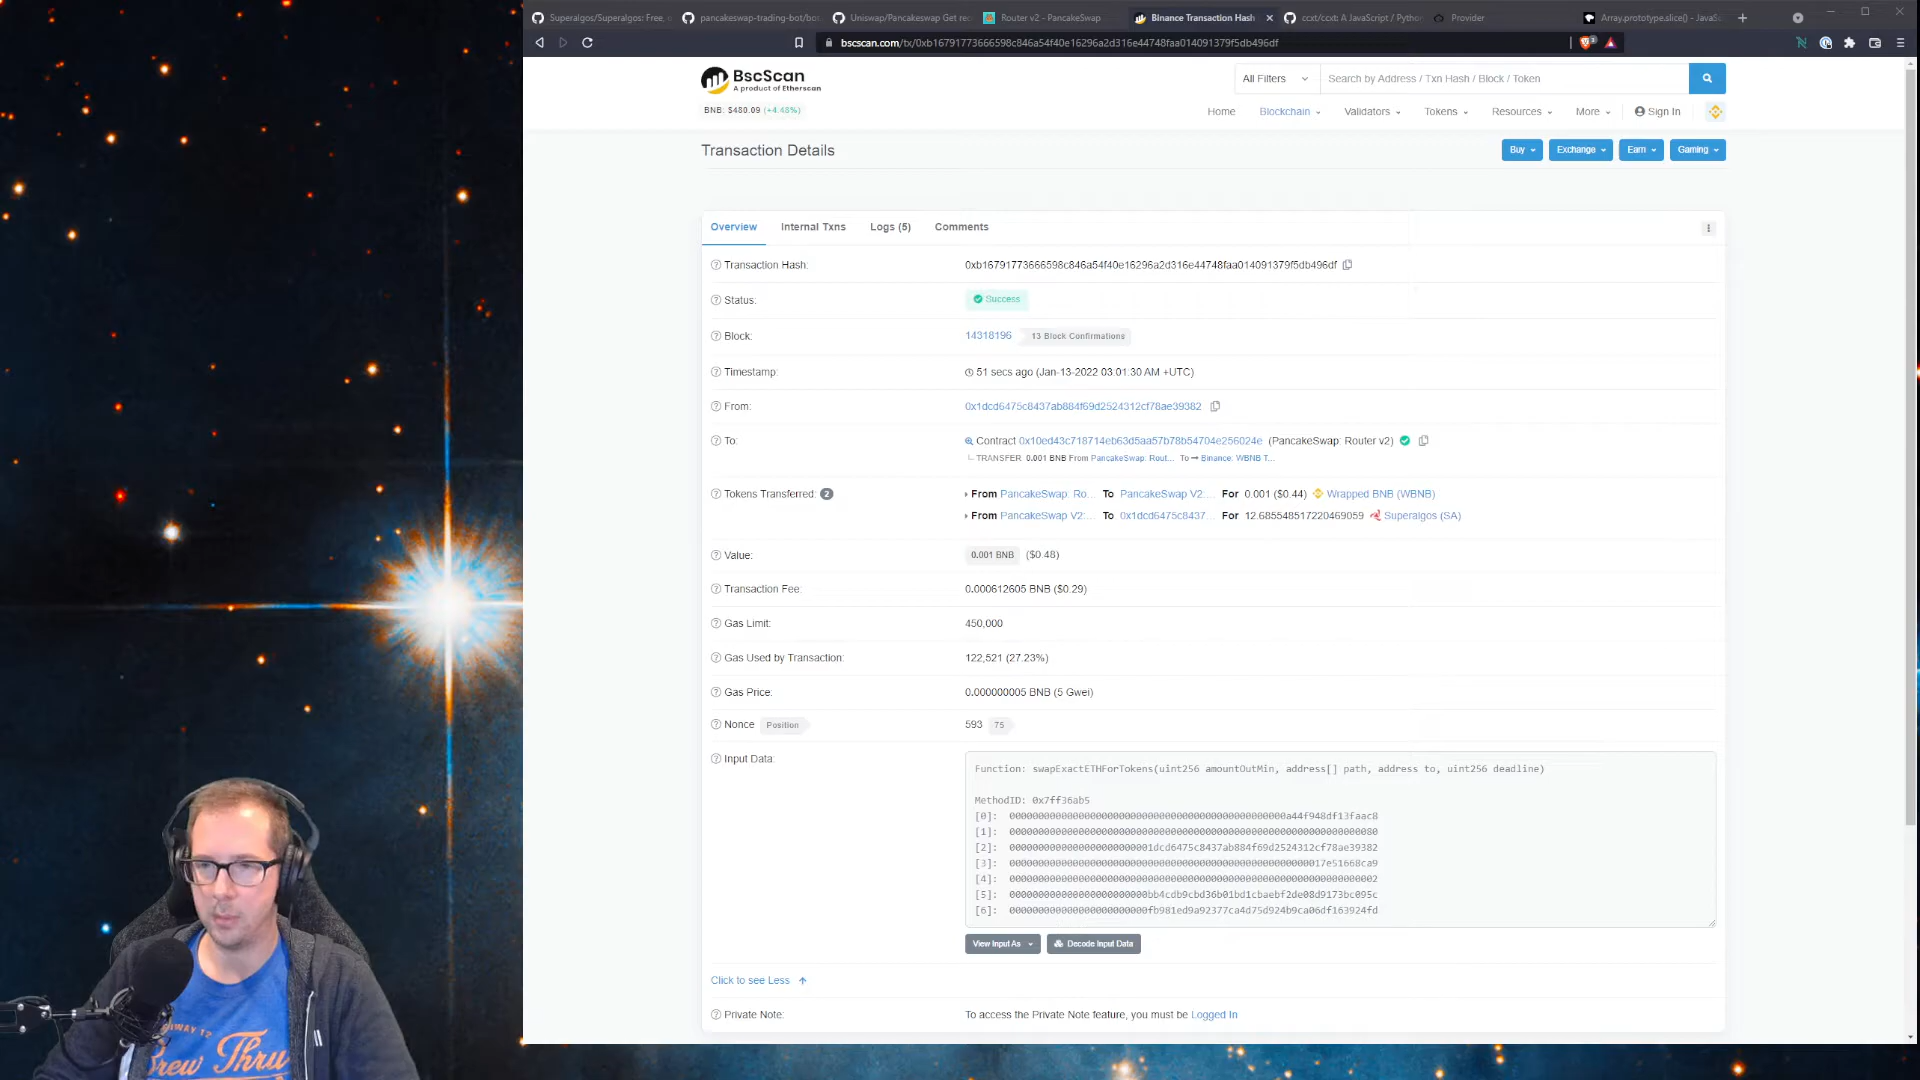 Superalgos/Superalgos: Free, o
pancakeswap-trading-bot/bot
Uniswap/Pancakeswap Get rec
Router v2 - PancakeSwap
Binance Transaction Hash
ccxt/ccxt: A JavaScript / Python
Provider
Array.prototype.slice() - JavaSc
bscscan.com/tx/0xb16791773666598c846a54f40e16296a2d316e44748faa014091379f5db496df
BscScan
A product of Etherscan
All Filters
Search by Address / Txn Hash / Block / Token
BNB: $480.09 (+4.48%)
Home
Blockchain
Validators
Tokens
Resources
More
Sign In
Transaction Details
Buy
Exchange
Earn
Gaming
Overview
Internal Txns
Logs (5)
Comments
Transaction Hash:
0xb16791773666598c846a54f40e16296a2d316e44748faa014091379f5db496df
Status:
Success
Block:
14318196
13 Block Confirmations
Timestamp:
51 secs ago (Jan-13-2022 03:01:30 AM +UTC)
From:
0x1dcd6475c8437ab884f69d2524312cf78ae39382
To:
Contract 0x10ed43c718714eb63d5aa57b78b54704e256024e (PancakeSwap: Router v2)
TRANSFER 0.001 BNB From PancakeSwap: Rout... To → Binance: WBNB T...
Tokens Transferred: 2
From PancakeSwap: Ro... To PancakeSwap V2:... For 0.001 ($0.44) Wrapped BNB (WBNB)
From PancakeSwap V2:... To 0x1dcd6475c8437... For 12.685548517220469059 Superalgos (SA)
Value:
0.001 BNB ($0.48)
Transaction Fee:
0.000612605 BNB ($0.29)
Gas Limit:
450,000
Gas Used by Transaction:
122,521 (27.23%)
Gas Price:
0.000000005 BNB (5 Gwei)
Nonce Position
593 75
Input Data:
Function: swapExactETHForTokens(uint256 amountOutMin, address[] path, address to, uint256 deadline)
MethodID: 0x7ff36ab5
[0]: 000000000000000000000000000000000000000000000000a44f948df13faac8
[1]: 0000000000000000000000000000000000000000000000000000000000000080
[2]: 0000000000000000000000001dcd6475c8437ab884f69d2524312cf78ae39382
[3]: 0000000000000000000000000000000000000000000000000000017e51668ca9
[4]: 0000000000000000000000000000000000000000000000000000000000000002
[5]: 000000000000000000000000bb4cdb9cbd36b01bd1cbaebf2de08d9173bc095c
[6]: 000000000000000000000000fb981ed9a92377ca4d75d924b9ca06df163924fd
View Input As
Decode Input Data
Click to see Less
Private Note:
To access the Private Note feature, you must be Logged In
HIGHWAY 12
Brew Thru